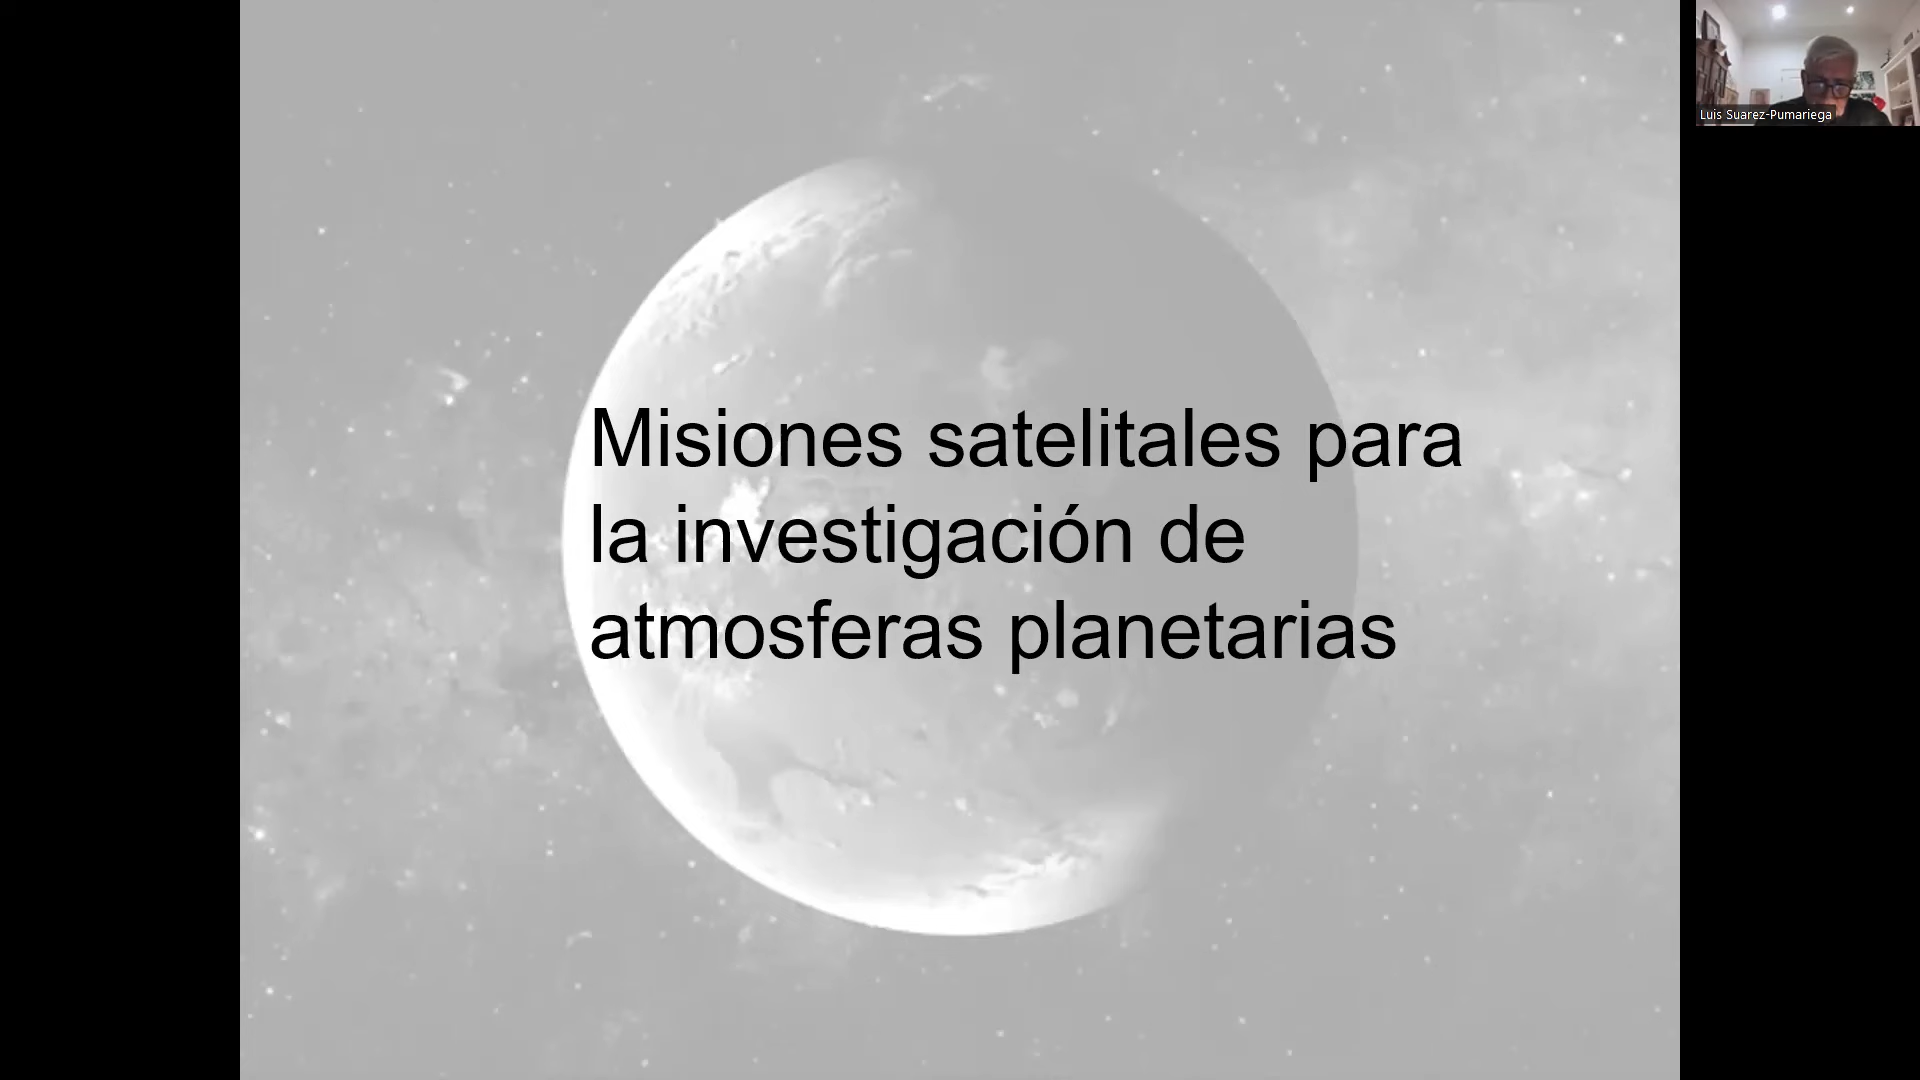 Misiones satelitales para
la investigación de
atmosferas planetarias
Luis Suarez-Pumariega